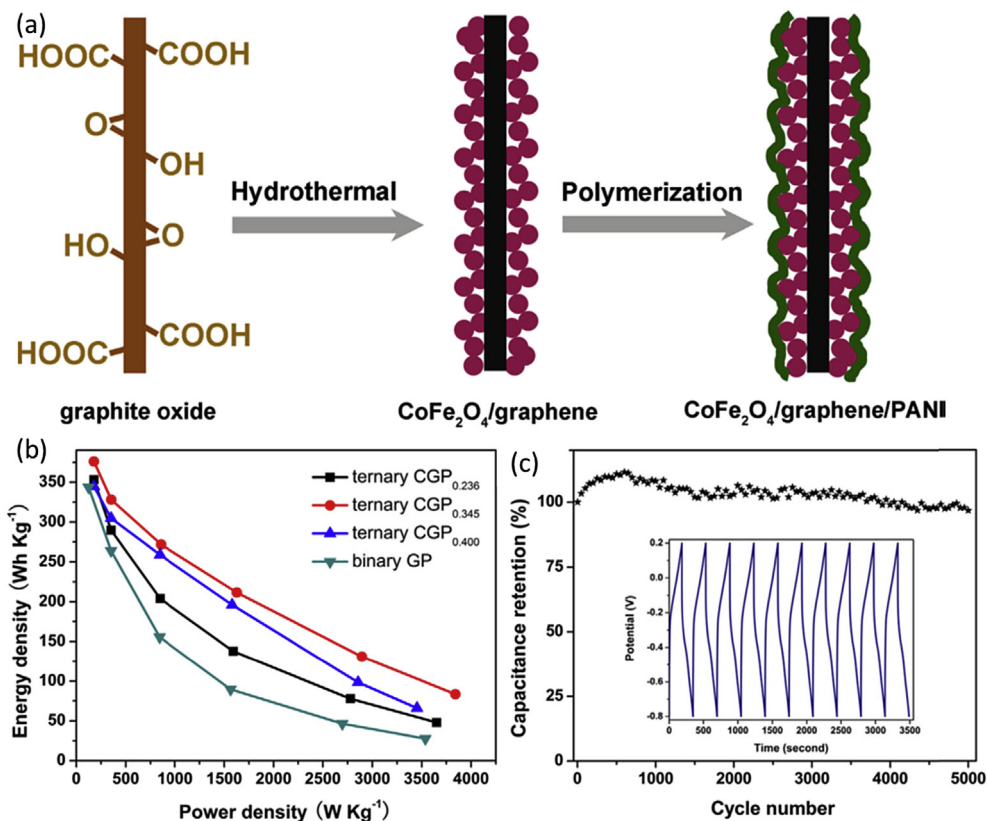 (a)
HOOC COOH
O
OH
HO O
HOOC COOH
Hydrothermal
Polymerization
graphite oxide
CoFe₂O₄/graphene
CoFe₂O₄/graphene/PANI
(b)
Energy density (Wh Kg⁻¹)
350
300
250
200
150
100
50
0
ternary CGP₀.₂₃₆
ternary CGP₀.₃₄₅
ternary CGP₀.₄₀₀
binary GP
0 500 1000 1500 2000 2500 3000 3500 4000
Power density (W Kg⁻¹)
(c)
Capacitance retention (%)
100
75
50
25
0
Potential (V)
0.2
0.0
-0.2
-0.4
-0.6
-0.8
0 500 1000 1500 2000 2500 3000 3500
Time (second)
0 1000 2000 3000 4000 5000
Cycle number